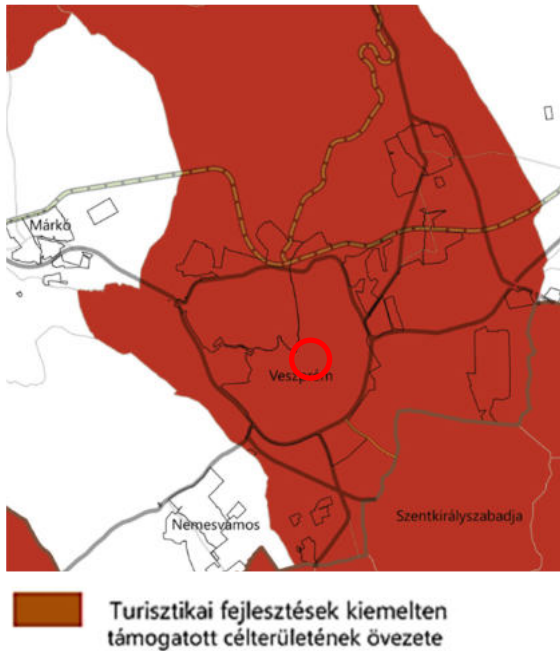 Márkó
Veszprém
Szentkirályszabadja
Nemesvámos
Turisztikai fejlesztések kiemelten
támogatott célterületének övezete